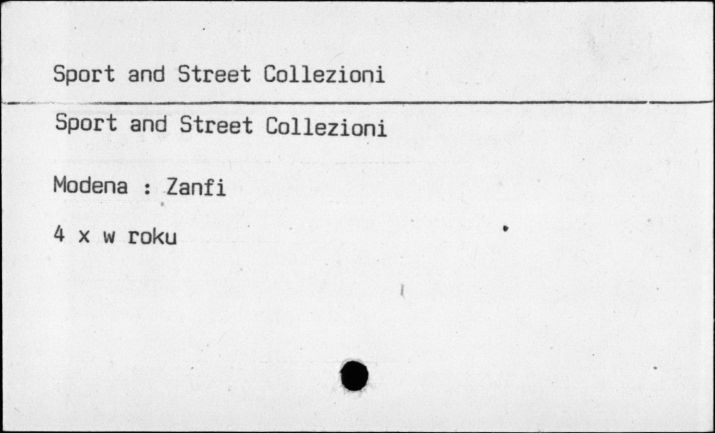 Sport and Street Collezioni
Sport and Street Collezioni
Modena : Zanfi
4 x w roku